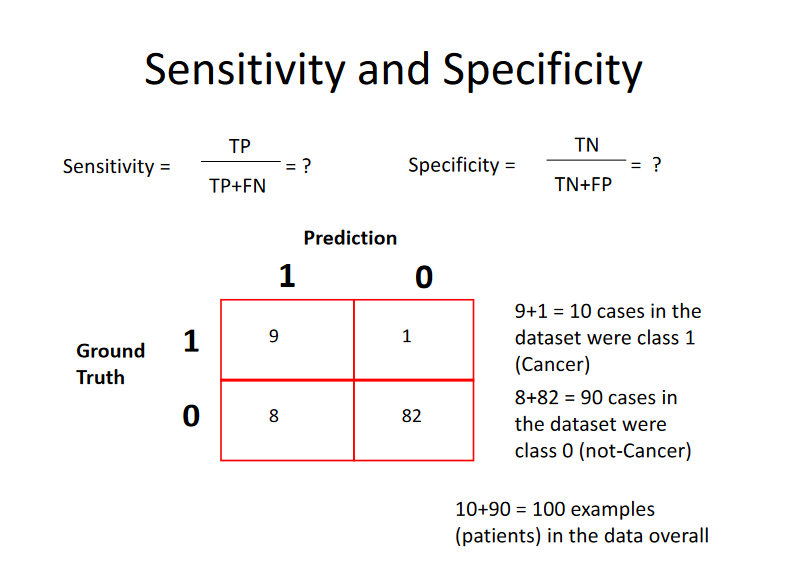 Sensitivity and Specificity
Sensitivity = TP = ?
TP+FN
Specificity = TN = ?
TN+FP
Prediction
1 0
Ground
Truth
1 9 1
0 8 82
9+1 = 10 cases in the
dataset were class 1
(Cancer)
8+82 = 90 cases in
the dataset were
class 0 (not-Cancer)
10+90 = 100 examples
(patients) in the data overall